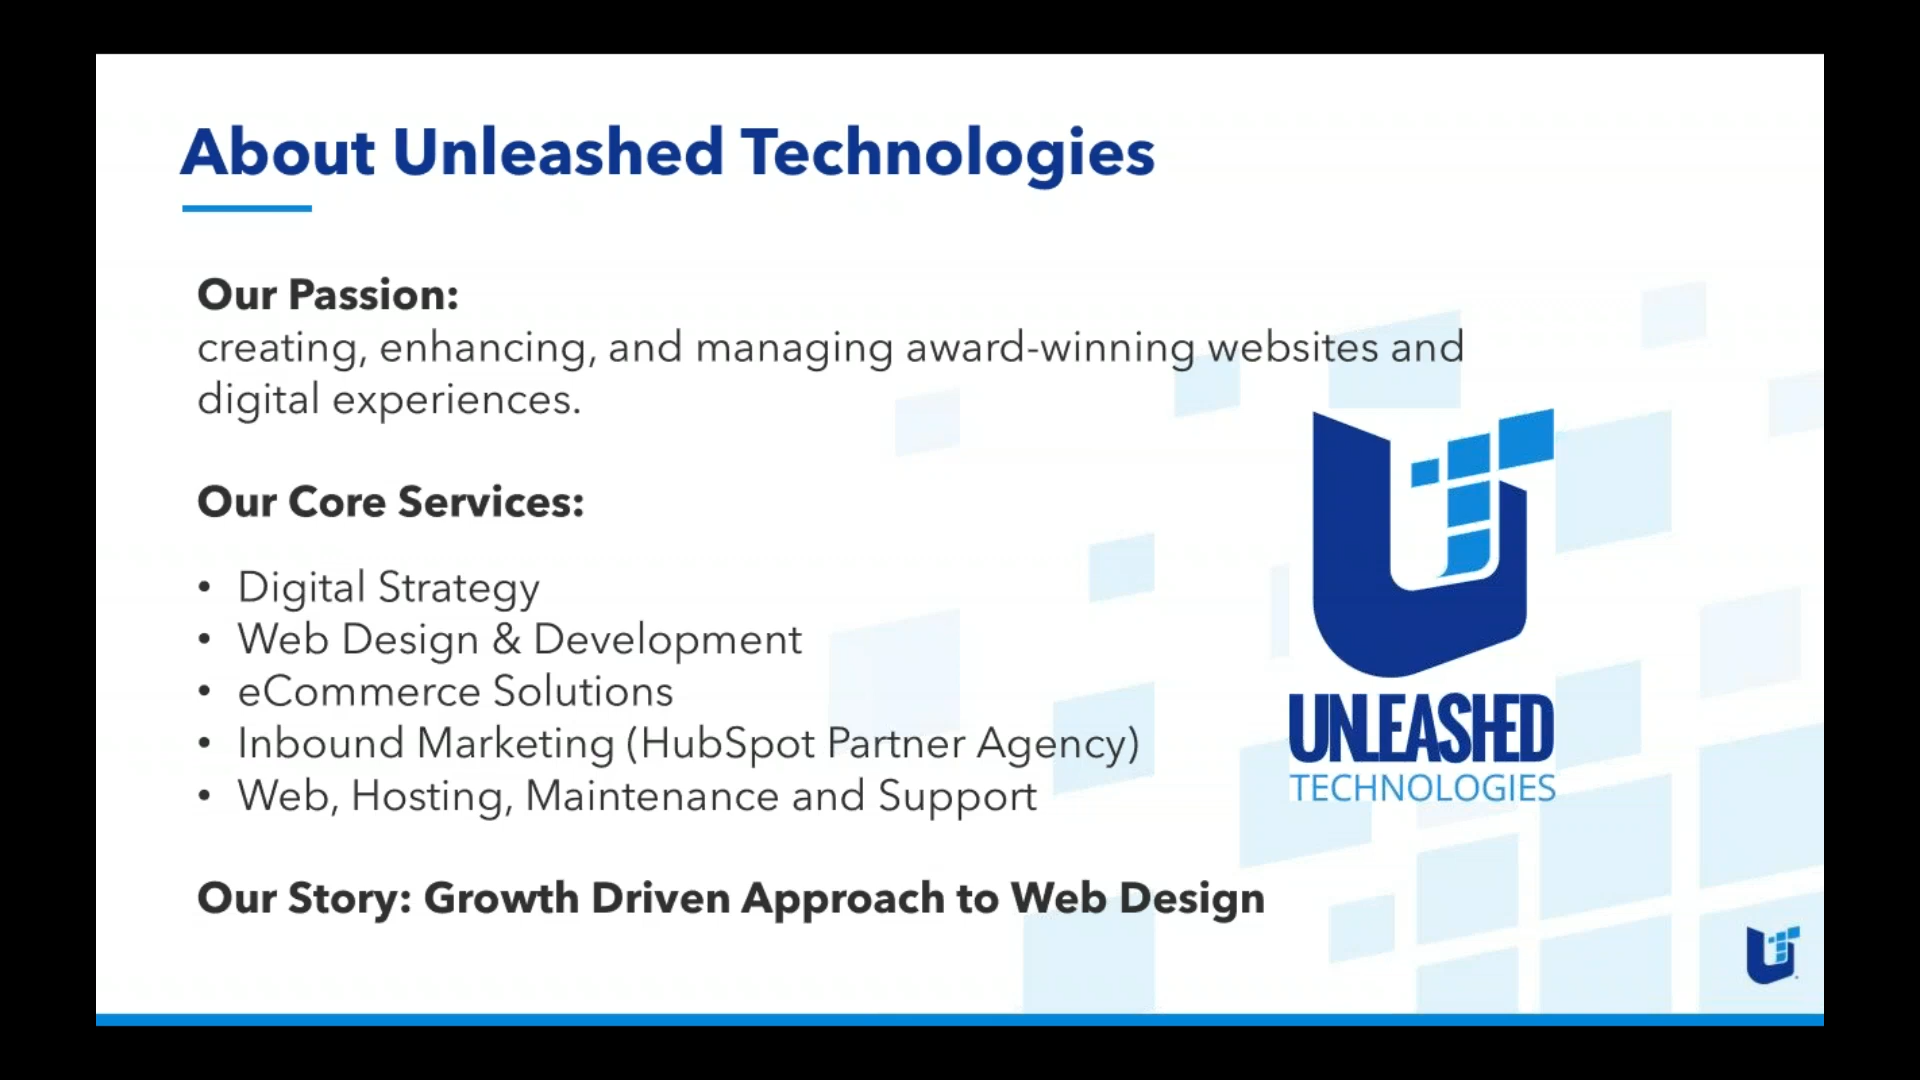 About Unleashed Technologies
Our Passion:
creating, enhancing, and managing award-winning websites and
digital experiences.
Our Core Services:
• Digital Strategy
• Web Design & Development
• eCommerce Solutions
• Inbound Marketing (HubSpot Partner Agency)
• Web, Hosting, Maintenance and Support
Our Story: Growth Driven Approach to Web Design
UNLEASHED
TECHNOLOGIES